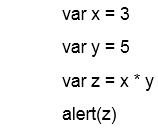 var x = 3
var y = 5
var z = x * y
alert(z)